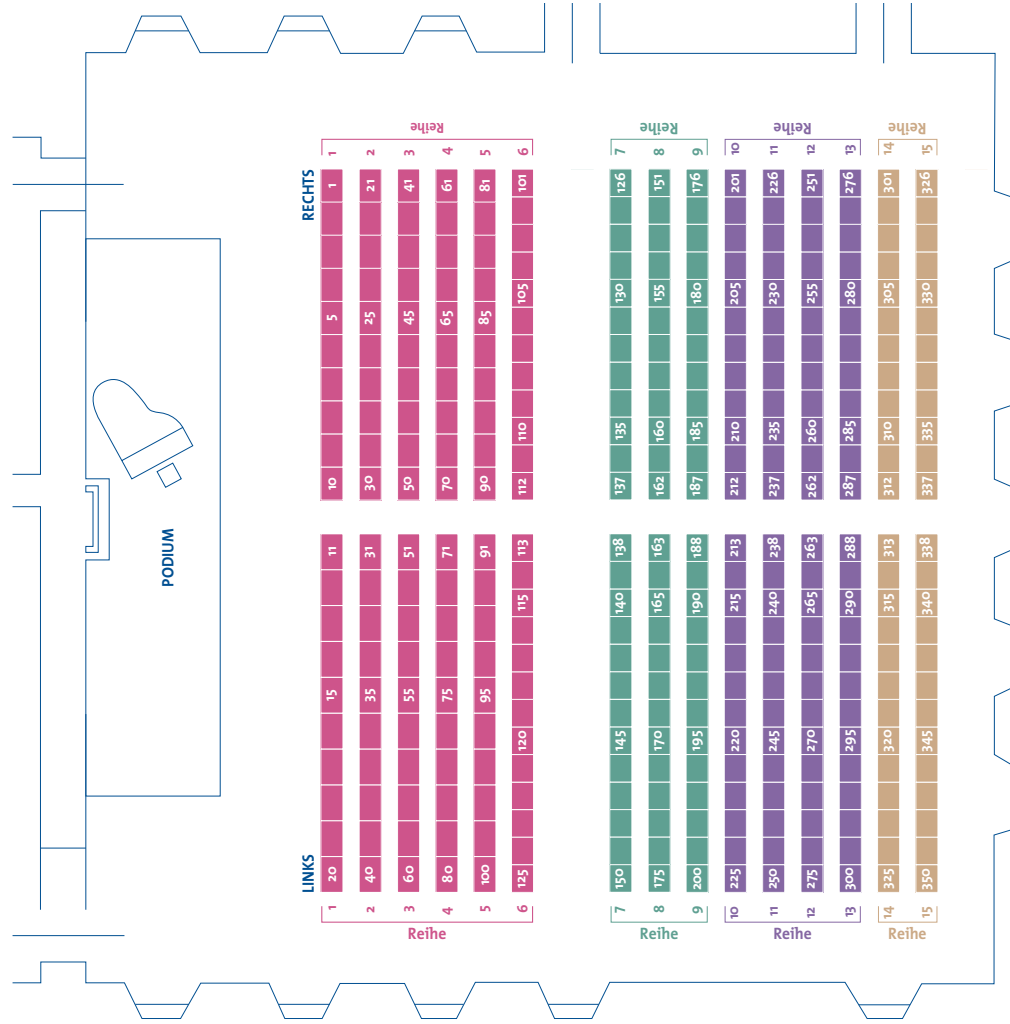 Reihe Reihe Reihe Reihe
1 2 3 4 5 6 7 8 9 10 11 12 13 14 15
RECHTS
1 21 41 61 81 101 126 151 176 201 226 251 276 301 326
5 25 45 65 85 105 130 155 180 205 230 255 280 305 330
110 135 160 185 210 235 260 285 310 335
10 30 50 70 90 112 137 162 187 212 237 262 287 312 337
PODIUM
11 31 51 71 91 113 138 163 188 213 238 263 288 313 338
115 140 165 190 215 240 265 290 315 340
15 35 55 75 95
120 145 170 195 220 245 270 295 320 345
LINKS
20 40 60 80 100 125 150 175 200 225 250 275 300 325 350
1 2 3 4 5 6 7 8 9 10 11 12 13 14 15
Reihe Reihe Reihe Reihe